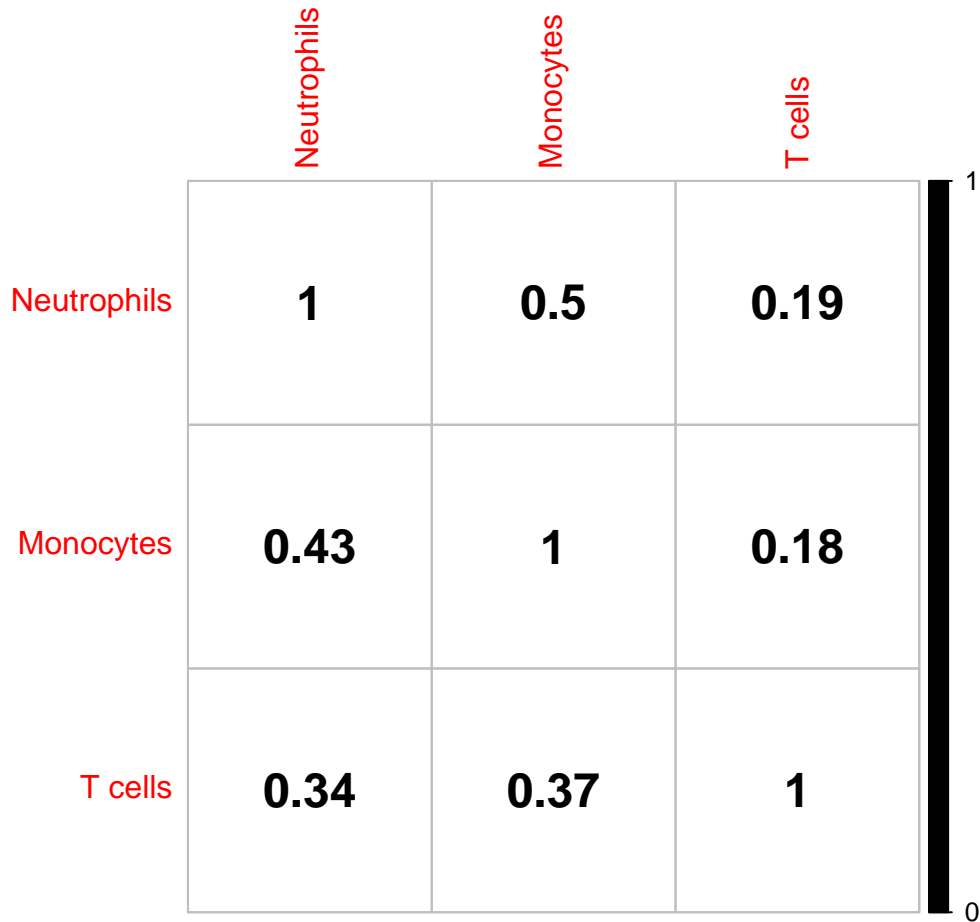 Neutrophils
Monocytes
T cells
1
Neutrophils 1 0.5 0.19
Monocytes 0.43 1 0.18
T cells 0.34 0.37 1
0